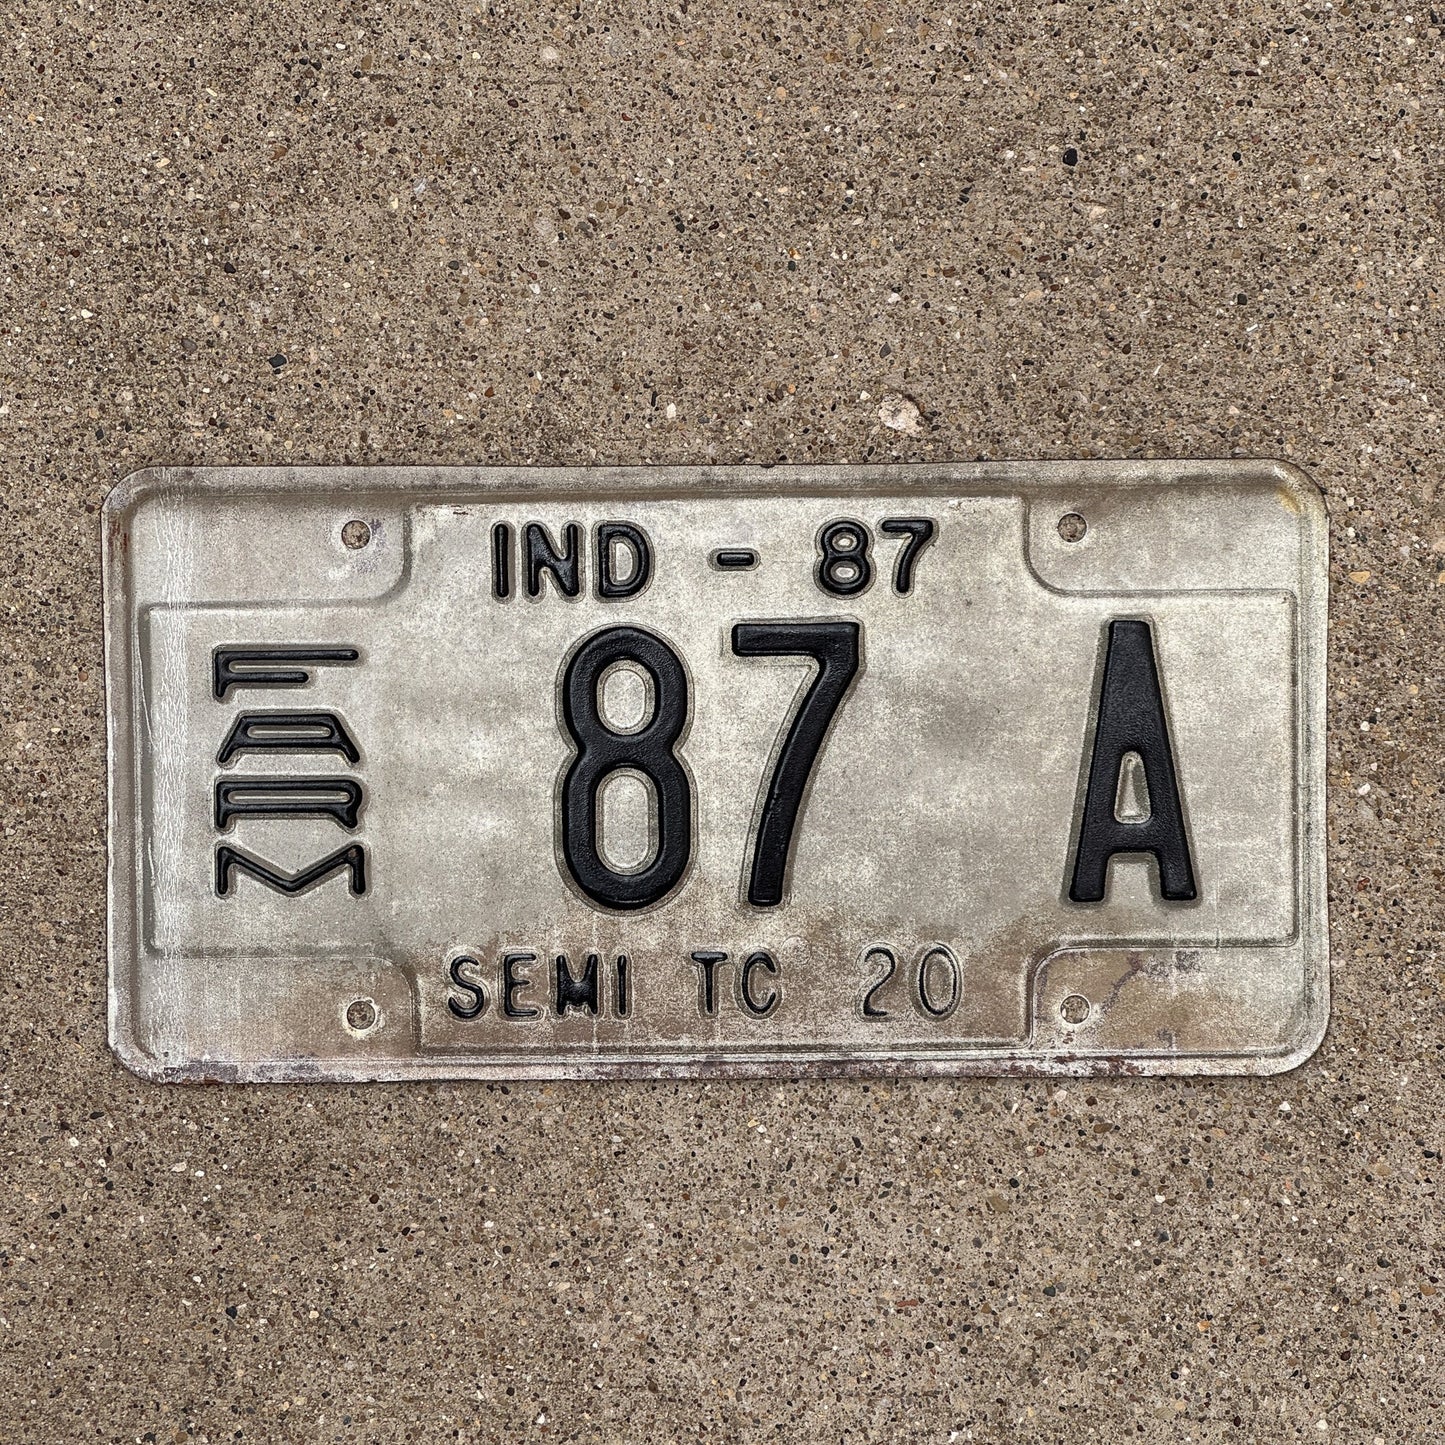 IND - 87
FARM
87 A
SEMI TC 20